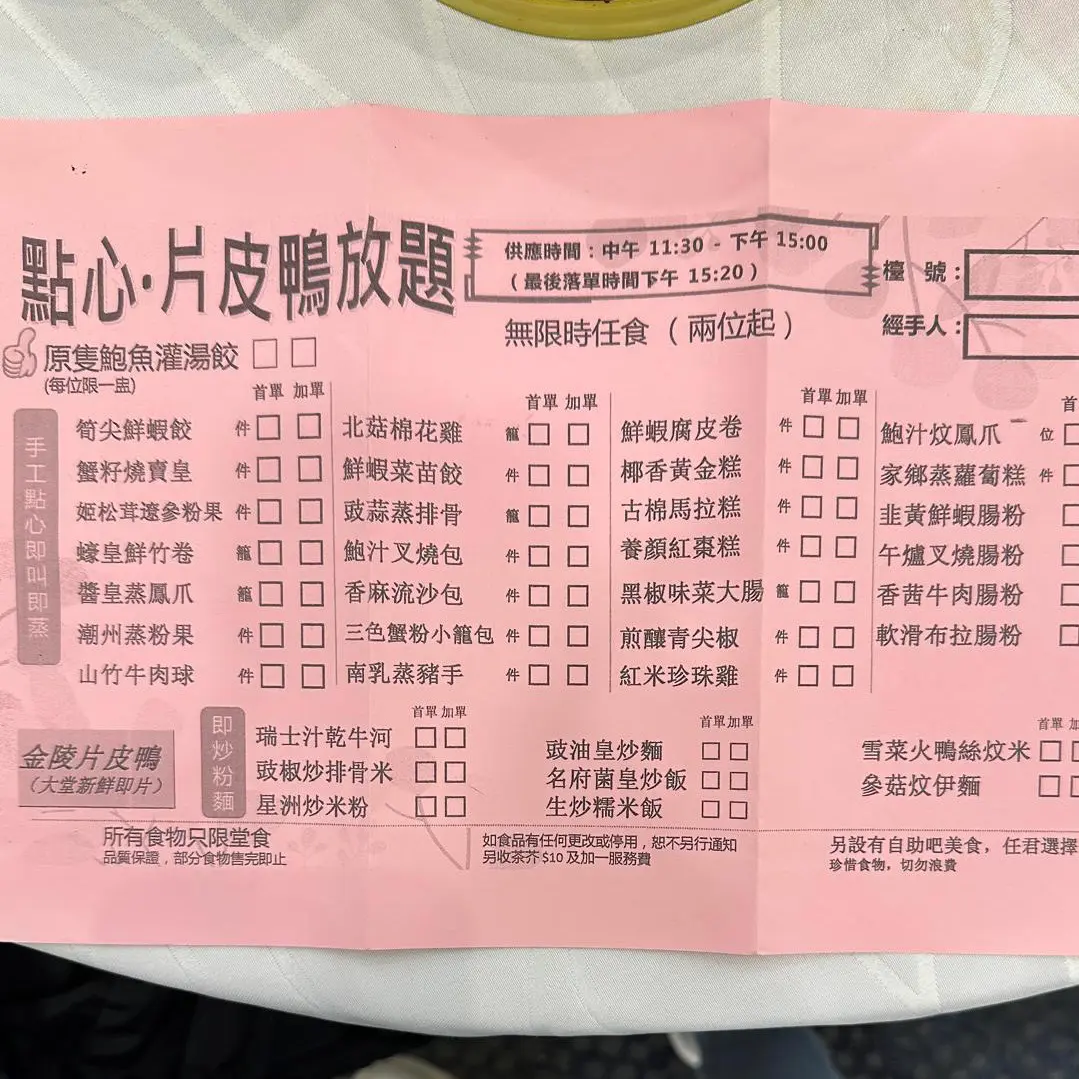 點心·片皮鴨放題
供應時間：中午 11:30 - 下午 15:00
（最後落單時間下午 15:20）
無限時任食（兩位起）
檯 號：
經手人：
原隻鮑魚灌湯餃
(每位限一盅)
手工點心即叫即蒸
首單 加單
筍尖鮮蝦餃 件
蟹籽燒賣皇 件
姬松茸遼參粉果 件
蠔皇鮮竹卷 籠
醬皇蒸鳳爪 籠
潮州蒸粉果 件
山竹牛肉球 件
首單 加單
北菇棉花雞 籠
鮮蝦菜苗餃 件
豉蒜蒸排骨 籠
鮑汁叉燒包 件
香麻流沙包 件
三色蟹粉小籠包 件
南乳蒸豬手 件
首單 加單
鮮蝦腐皮卷 件
椰香黃金糕 件
古棉馬拉糕 件
養顏紅棗糕 件
黑椒味菜大腸 籠
煎釀青尖椒 件
紅米珍珠雞 件
首
鮑汁炆鳳爪 位
家鄉蒸蘿蔔糕 件
韭黃鮮蝦腸粉
午爐叉燒腸粉
香茜牛肉腸粉
軟滑布拉腸粉
金陵片皮鴨
（大堂新鮮即片）
即炒粉麵
首單 加單
瑞士汁乾牛河
豉椒炒排骨米
星洲炒米粉
首單 加單
豉油皇炒麵
名府菌皇炒飯
生炒糯米飯
首單 加
雪菜火鴨絲炆米
參菇炆伊麵
所有食物只限堂食
品質保證，部分食物售完即止
如食品有任何更改或停用，恕不另行通知
另收茶芥 $10 及加一服務費
另設有自助吧美食，任君選擇
珍惜食物，切勿浪費